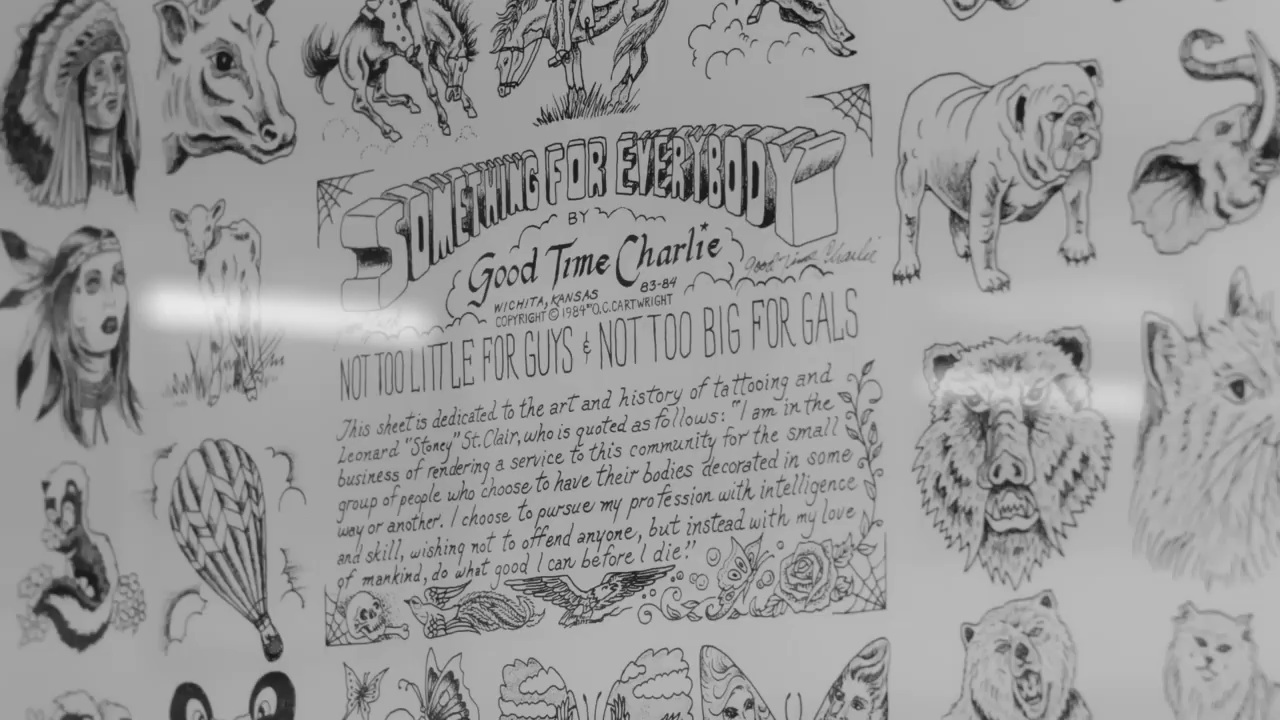 SOMETHING FOR EVERYBODY
BY
Good Time Charlie
Good Time Charlie
WICHITA, KANSAS 83-84
COPYRIGHT © 1984 "O.C. CARTWRIGHT
NOT TOO LITTLE FOR GUYS & NOT TOO BIG FOR GALS
This sheet is dedicated to the art and history of tattooing and
Leonard "Stoney" St. Clair, who is quoted as follows: "I am in the
business of rendering a service to this community for the small
group of people who choose to have their bodies decorated in some
way or another. I choose to pursue my profession with intelligence
and skill, wishing not to offend anyone, but instead with my love
of mankind, do what good I can before I die."